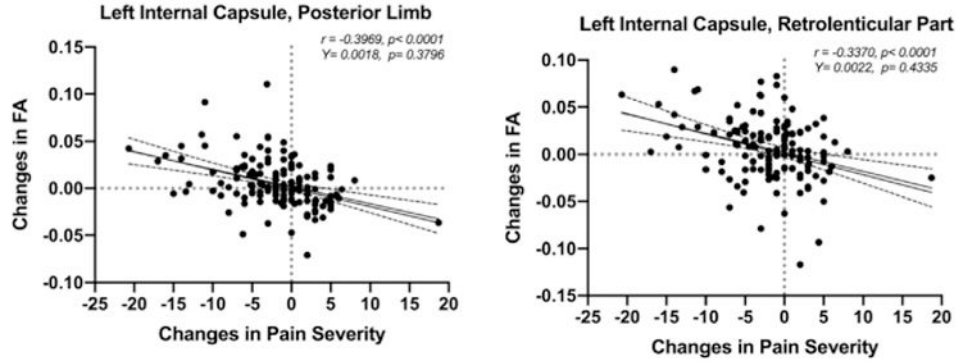 Left Internal Capsule, Posterior Limb
r = -0.3969, p< 0.0001
Y= 0.0018, p= 0.3796
0.15
0.10
0.05
0.00
-0.05
-0.10
Changes in FA
-25 -20 -15 -10 -5 0 5 10 15 20
Changes in Pain Severity
Left Internal Capsule, Retrolenticular Part
r = -0.3370, p< 0.0001
Y= 0.0022, p= 0.4335
0.10
0.05
0.00
-0.05
-0.10
-0.15
Changes in FA
-25 -20 -15 -10 -5 0 5 10 15 20
Changes in Pain Severity